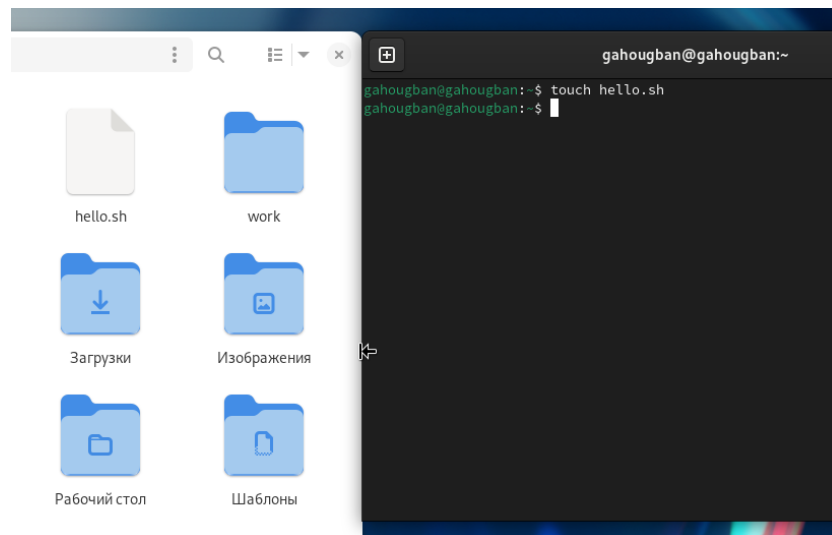 hello.sh
work
Загрузки
Изображения
Рабочий стол
Шаблоны
gahougban@gahougban:~
gahougban@gahougban:~$ touch hello.sh
gahougban@gahougban:~$